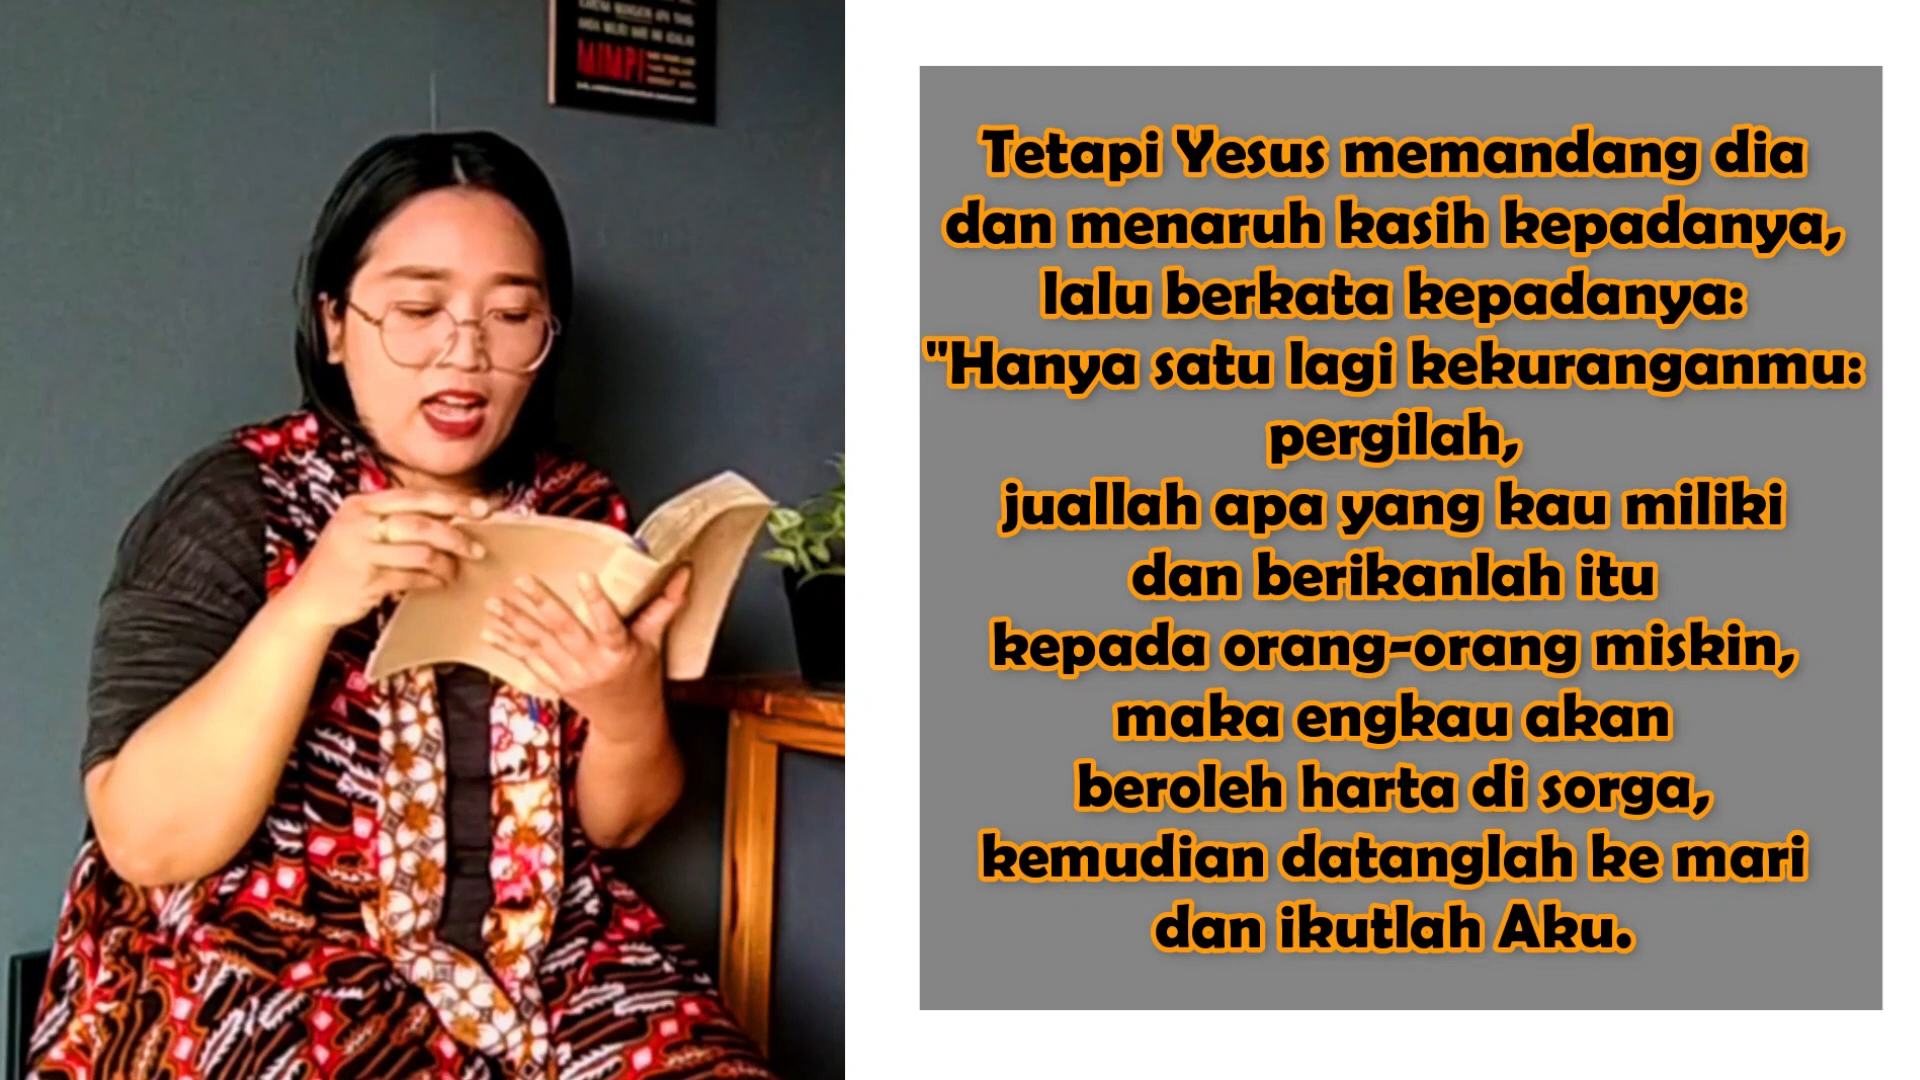 MIMPI
Tetapi Yesus memandang dia
dan menaruh kasih kepadanya,
lalu berkata kepadanya:
"Hanya satu lagi kekuranganmu:
pergilah,
juallah apa yang kau miliki
dan berikanlah itu
kepada orang-orang miskin,
maka engkau akan
beroleh harta di sorga,
kemudian datanglah ke mari
dan ikutlah Aku.